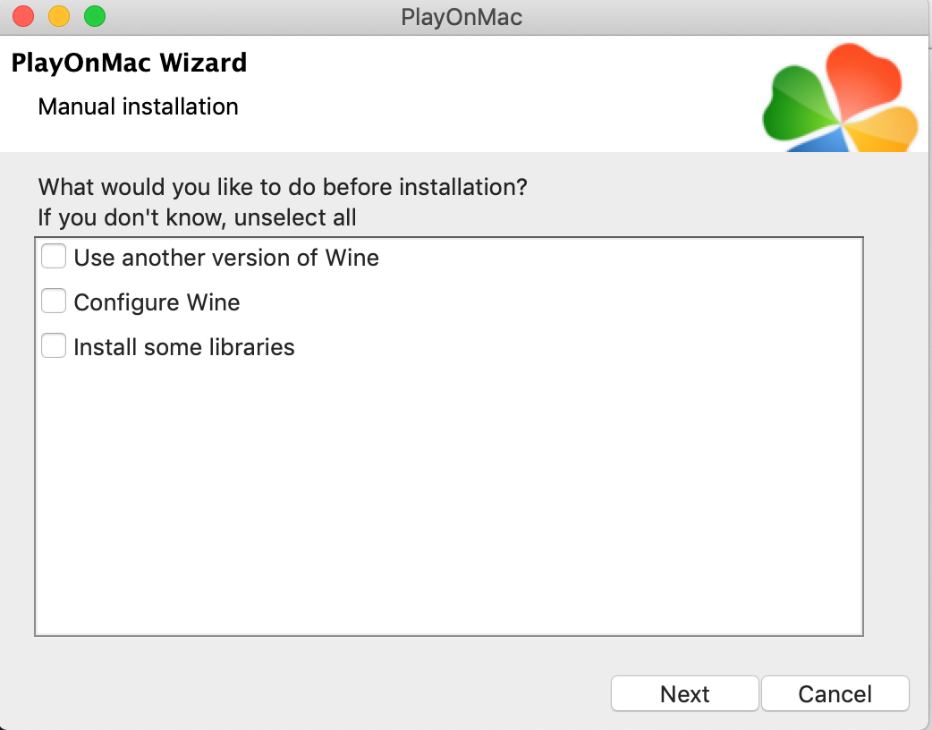 PlayOnMac
PlayOnMac Wizard
Manual installation
What would you like to do before installation?
If you don't know, unselect all
Use another version of Wine
Configure Wine
Install some libraries
Next
Cancel